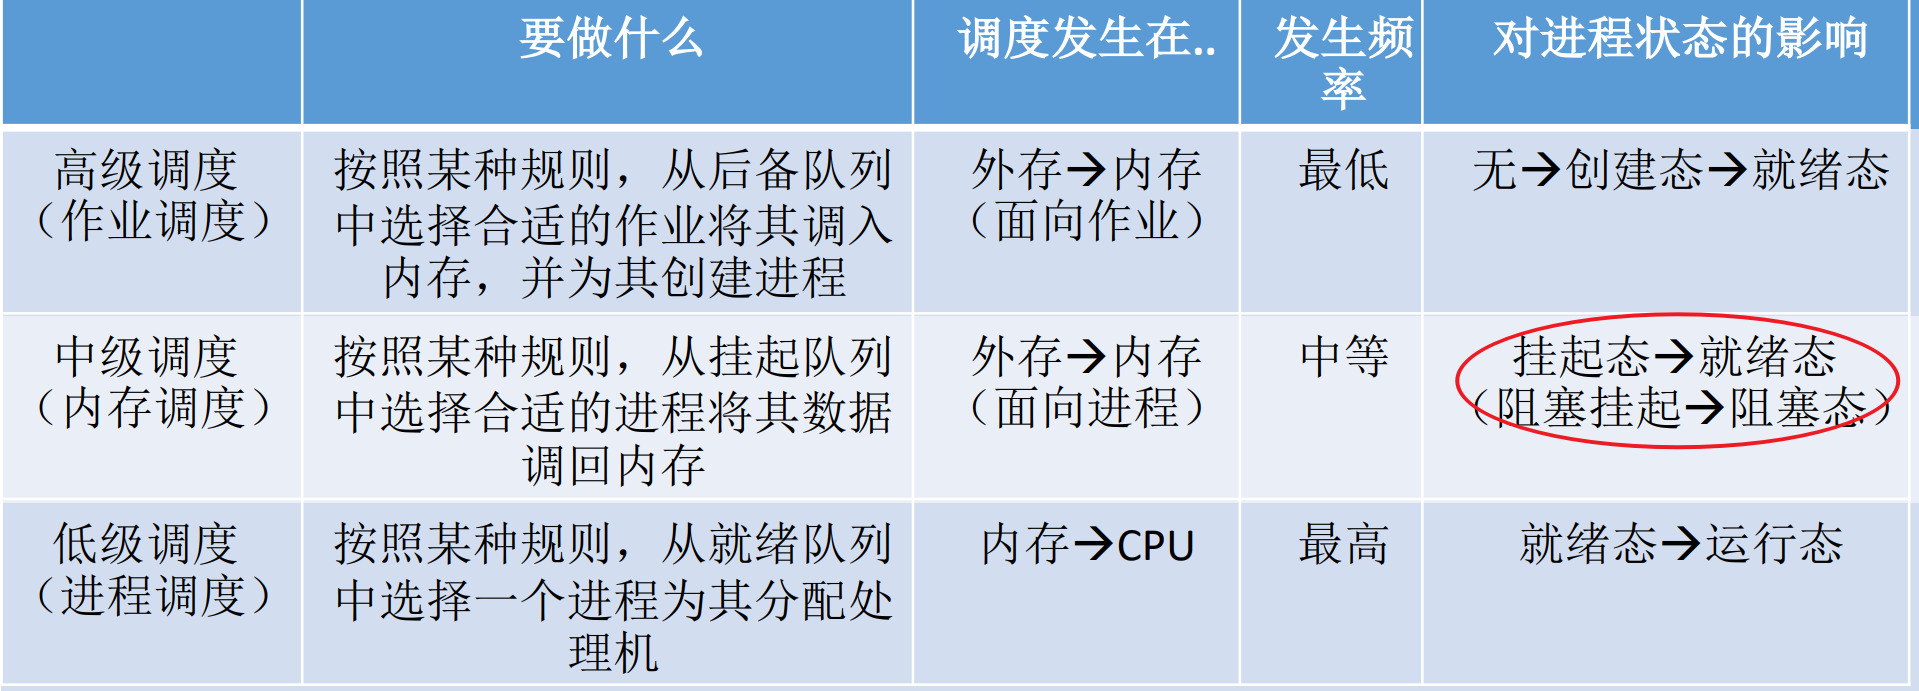 要做什么
调度发生在..
发生频
率
对进程状态的影响
高级调度
（作业调度）
按照某种规则，从后备队列
中选择合适的作业将其调入
内存，并为其创建进程
外存→内存
（面向作业）
最低
无→创建态→就绪态
中级调度
（内存调度）
按照某种规则，从挂起队列
中选择合适的进程将其数据
调回内存
外存→内存
（面向进程）
中等
挂起态→就绪态
（阻塞挂起→阻塞态）
低级调度
（进程调度）
按照某种规则，从就绪队列
中选择一个进程为其分配处
理机
内存→CPU
最高
就绪态→运行态